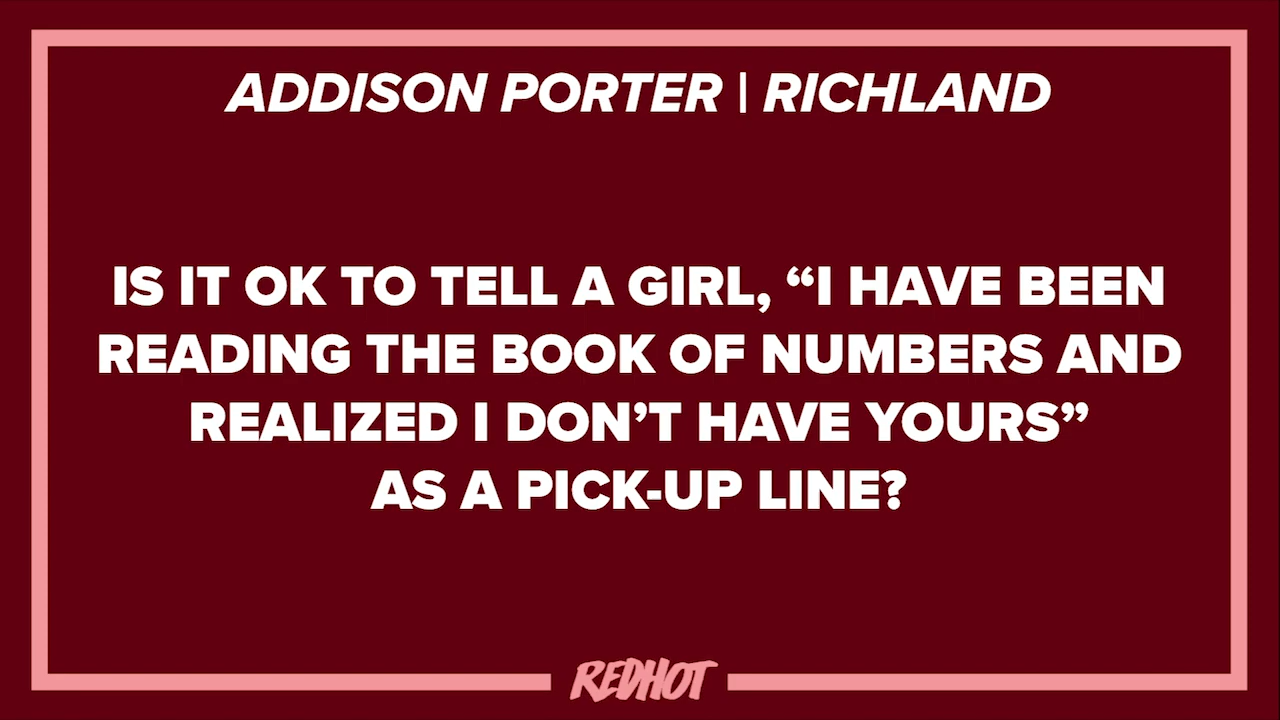 ADDISON PORTER | RICHLAND
IS IT OK TO TELL A GIRL, “I HAVE BEEN
READING THE BOOK OF NUMBERS AND
REALIZED I DON’T HAVE YOURS”
AS A PICK-UP LINE?
REDHOT